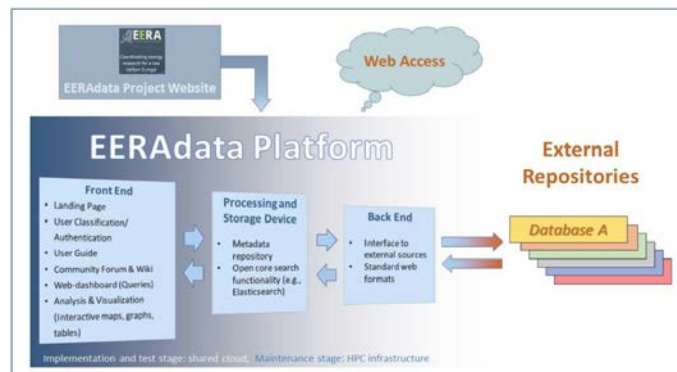 EERA
Coordinating energy
research for a low
carbon Europe
EERAdata Project Website
Web Access
EERAdata Platform
External
Repositories
Front End
• Landing Page
• User Classification/
Authentication
• User Guide
• Community Forum & Wiki
• Web-dashboard (Queries)
• Analysis & Visualization
(Interactive maps, graphs,
tables)
Processing and
Storage Device
• Metadata
repository
• Open core search
functionality (e.g.,
Elasticsearch)
Back End
• Interface to
external sources
• Standard web
formats
Database A
Implementation and test stage: shared cloud, Maintenance stage: HPC infrastructure